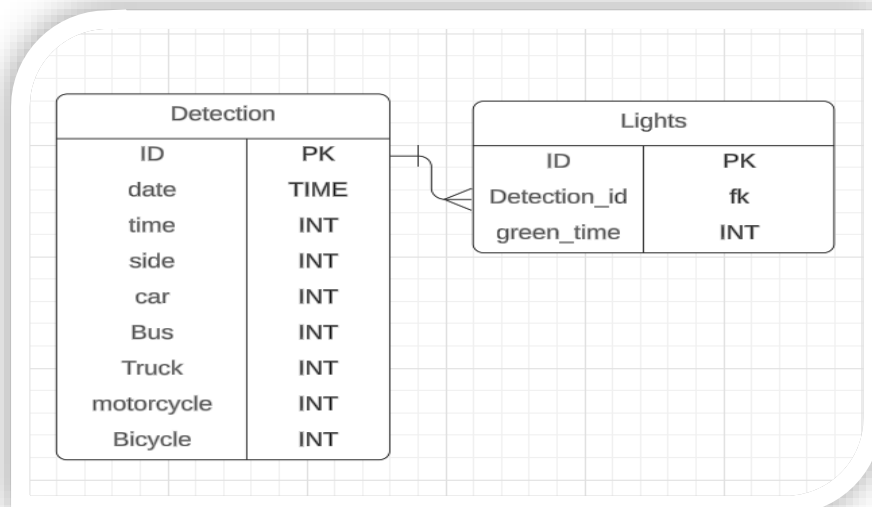 Detection
ID PK
date TIME
time INT
side INT
car INT
Bus INT
Truck INT
motorcycle INT
Bicycle INT
Lights
ID PK
Detection_id fk
green_time INT